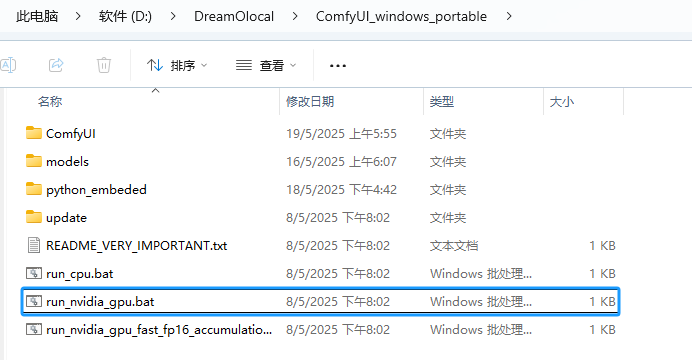 此电脑 > 软件 (D:) > DreamOlocal > ComfyUI_windows_portable >
排序 查看 ...
名称 修改日期 类型 大小
ComfyUI 19/5/2025 上午5:55 文件夹
models 16/5/2025 上午6:07 文件夹
python_embeded 18/5/2025 下午4:42 文件夹
update 8/5/2025 下午8:02 文件夹
README_VERY_IMPORTANT.txt 8/5/2025 下午8:02 文本文档 1 KB
run_cpu.bat 8/5/2025 下午8:02 Windows 批处理... 1 KB
run_nvidia_gpu.bat 8/5/2025 下午8:02 Windows 批处理... 1 KB
run_nvidia_gpu_fast_fp16_accumulatio... 8/5/2025 下午8:02 Windows 批处理... 1 KB